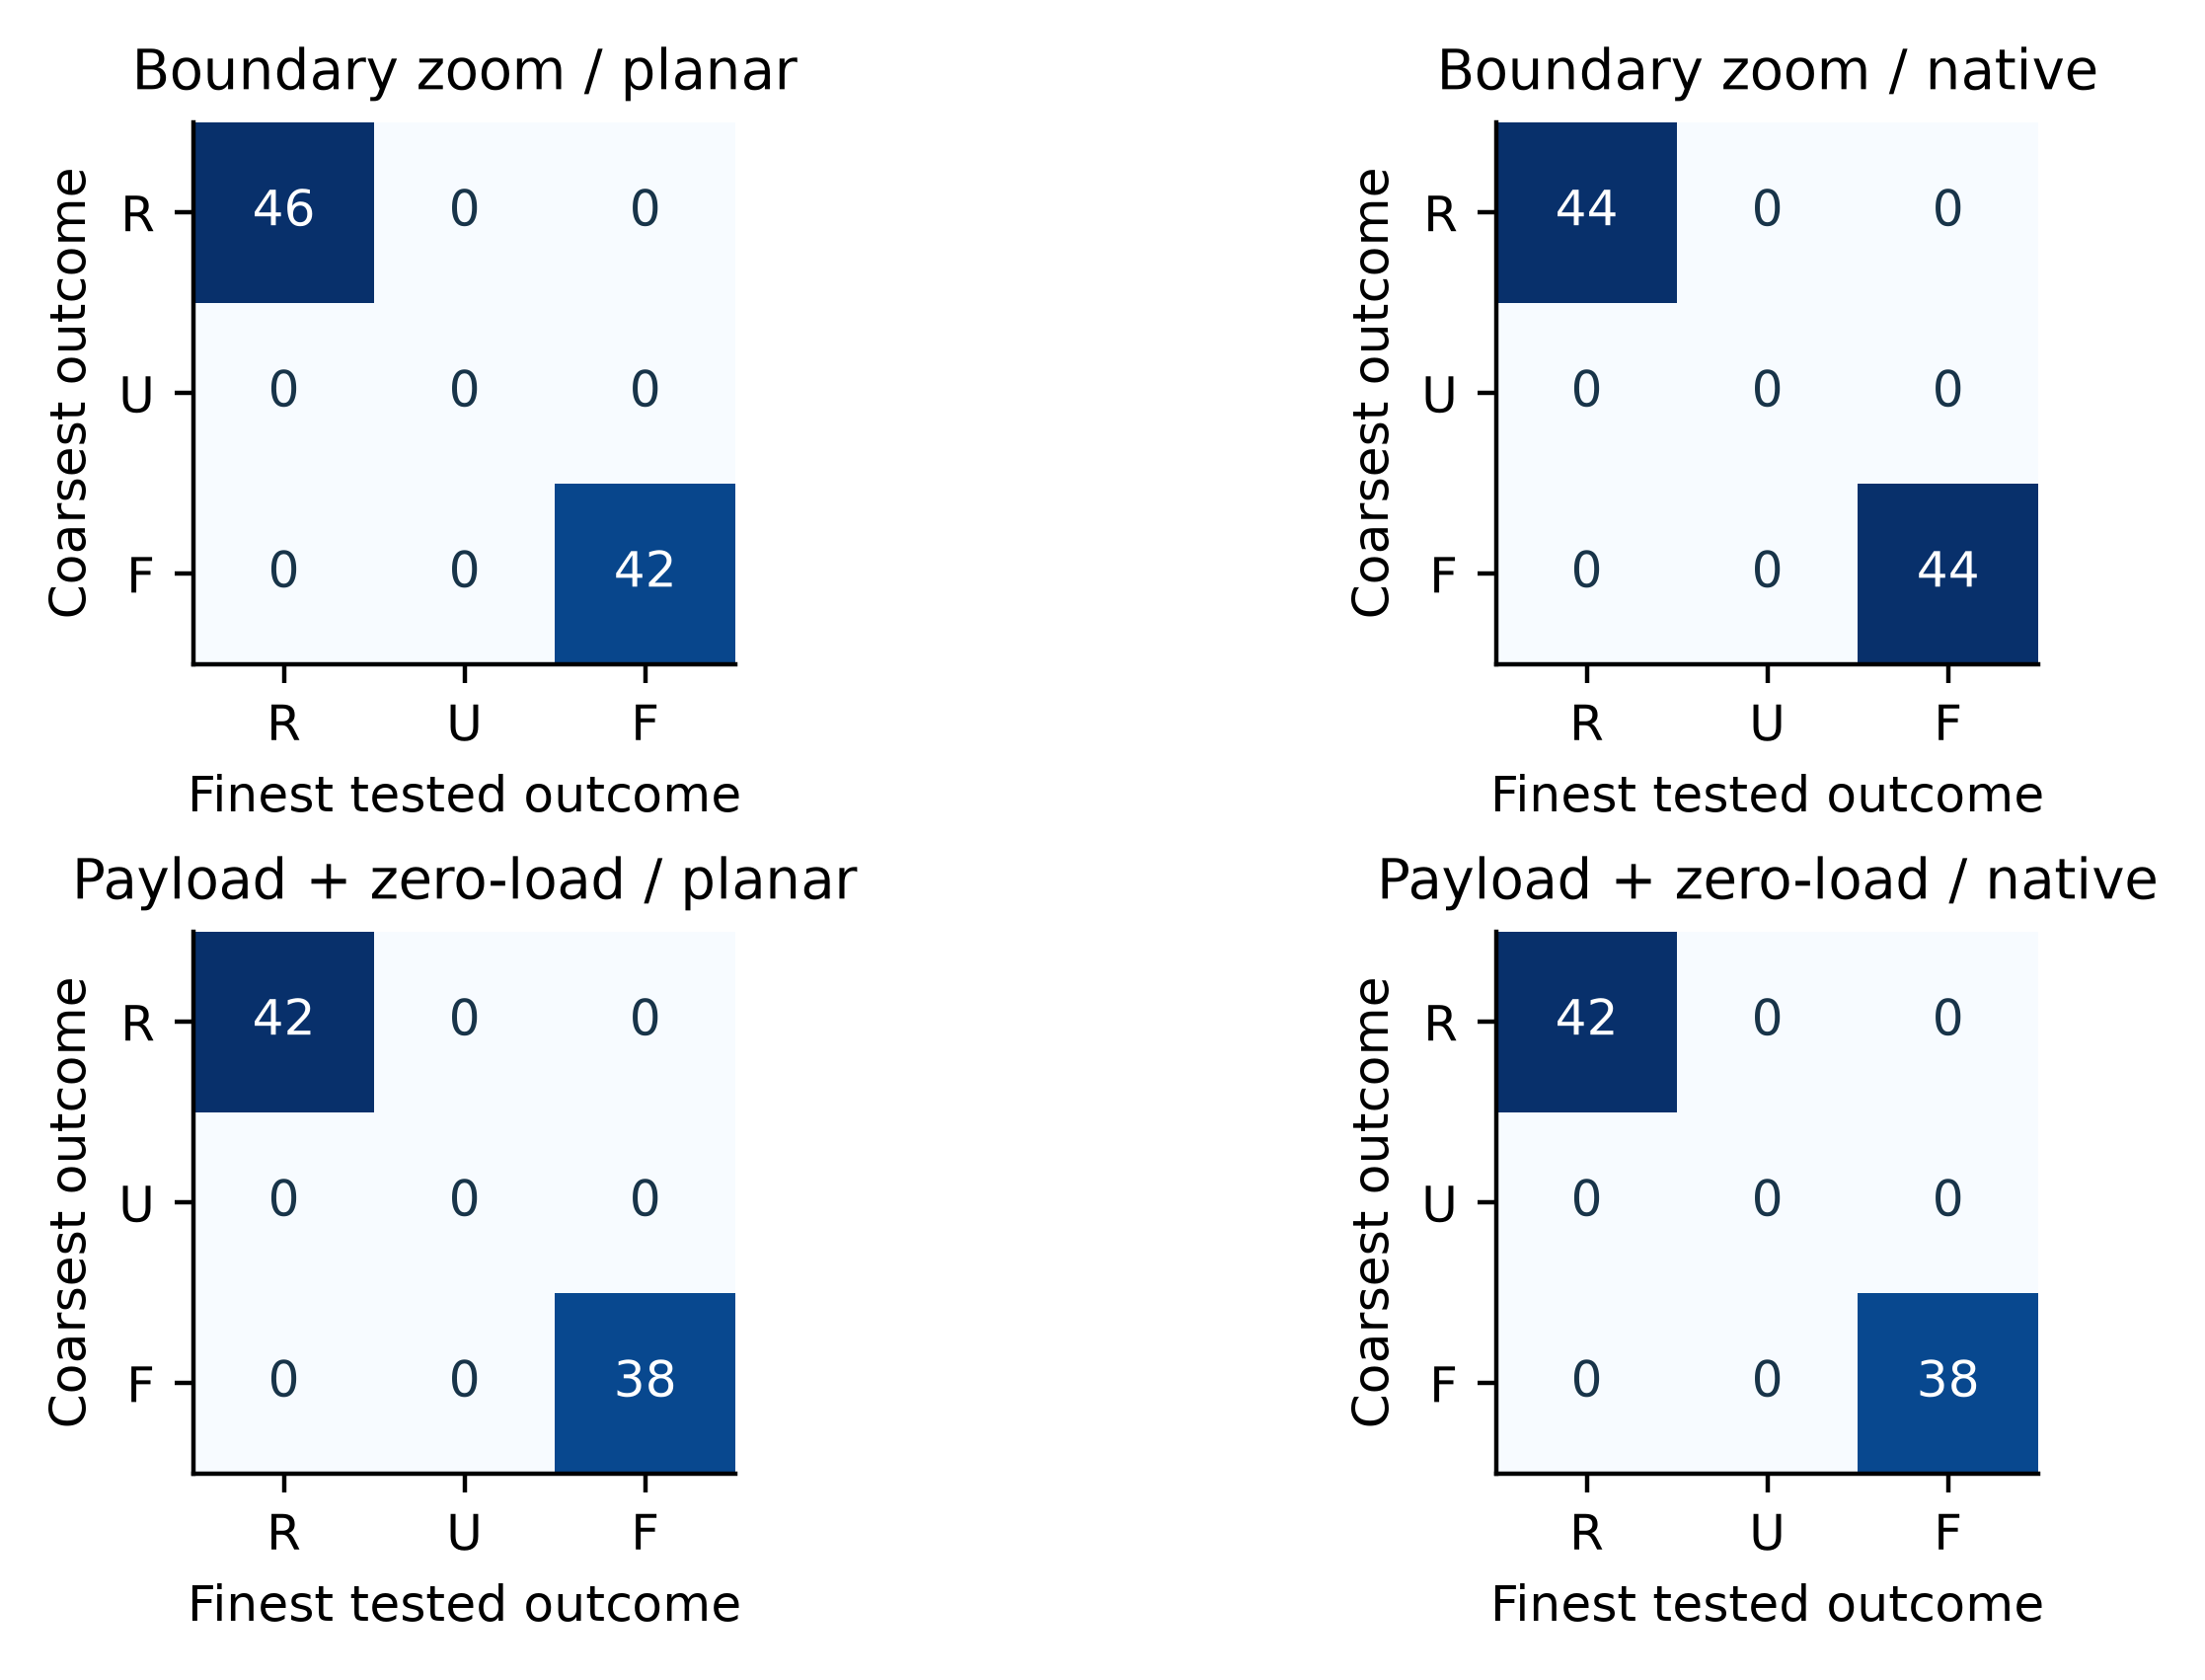 Boundary zoom / planar
Coarsest outcome
R 46 0 0
U 0 0 0
F 0 0 42
R U F
Finest tested outcome
Boundary zoom / native
Coarsest outcome
R 44 0 0
U 0 0 0
F 0 0 44
R U F
Finest tested outcome
Payload + zero-load / planar
Coarsest outcome
R 42 0 0
U 0 0 0
F 0 0 38
R U F
Finest tested outcome
Payload + zero-load / native
Coarsest outcome
R 42 0 0
U 0 0 0
F 0 0 38
R U F
Finest tested outcome